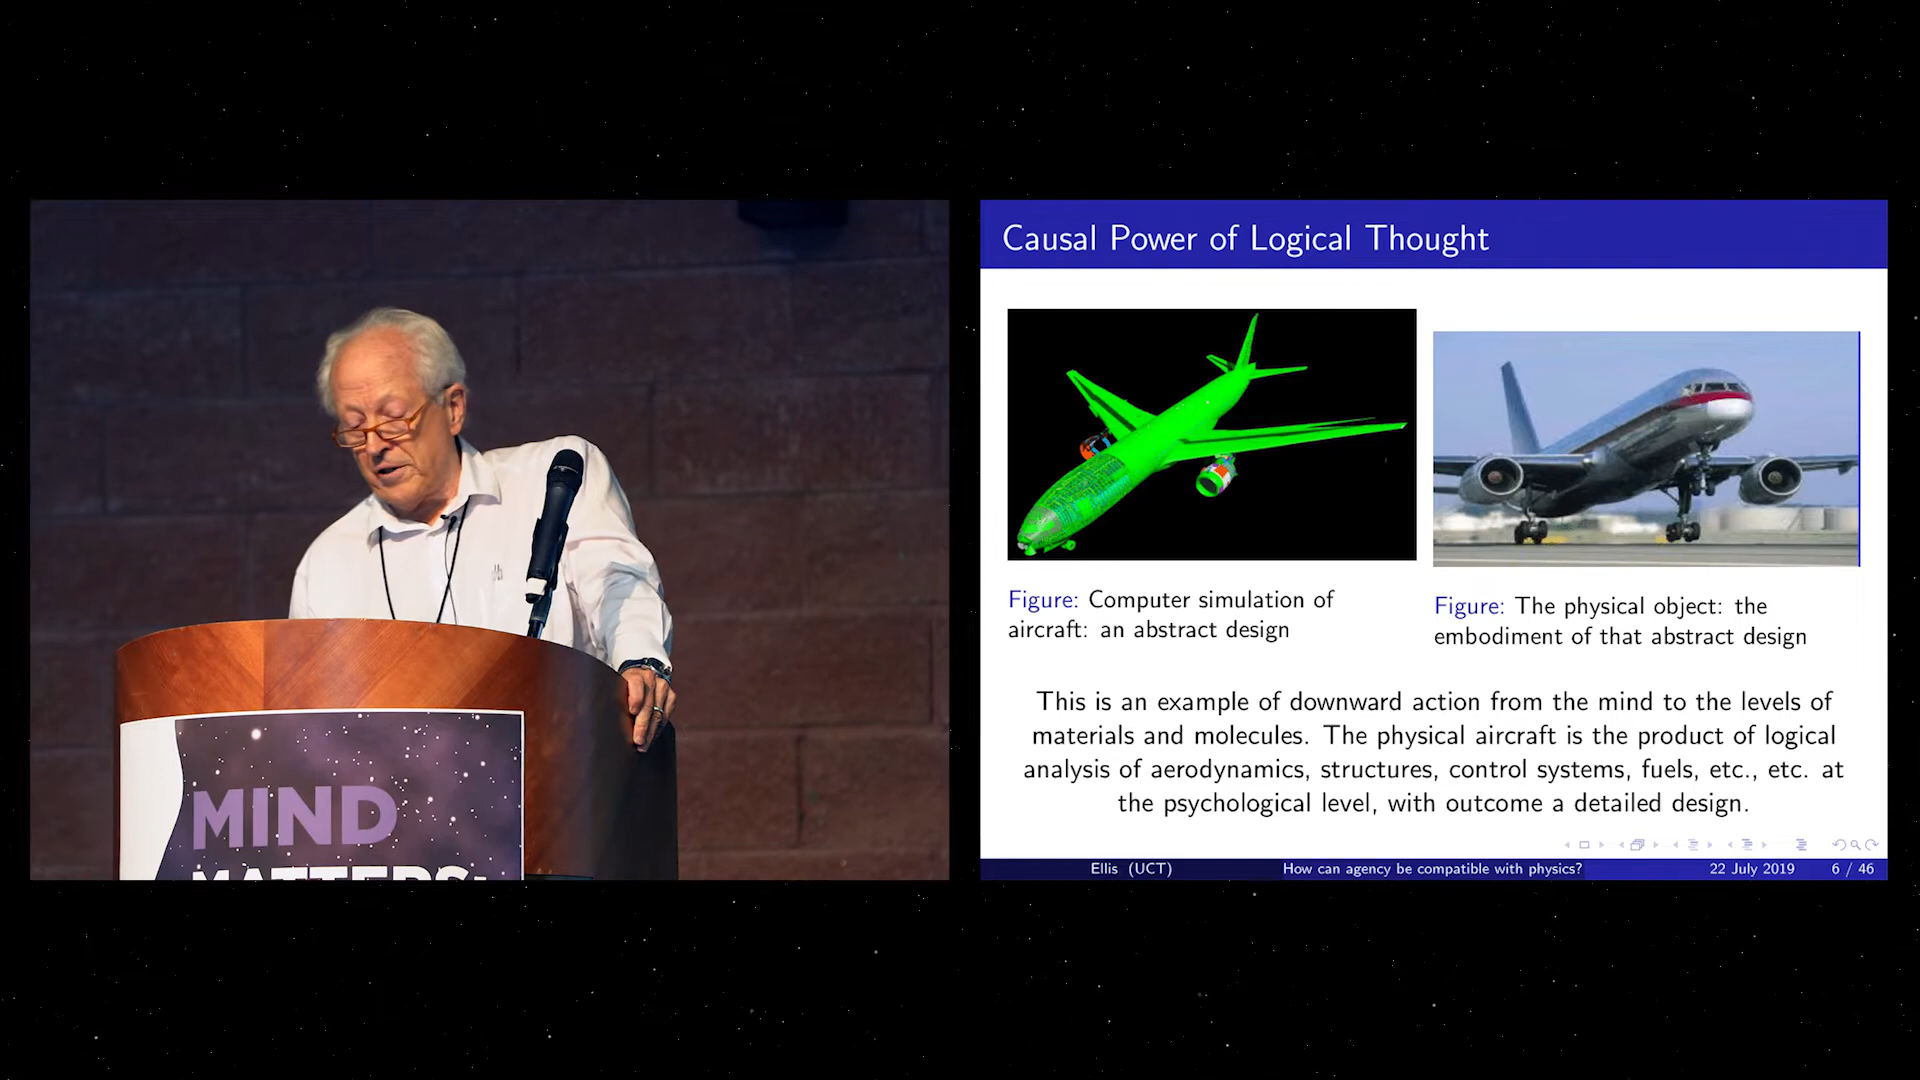 MIND
MATTERS:
Causal Power of Logical Thought
Figure: Computer simulation of
aircraft: an abstract design
Figure: The physical object: the
embodiment of that abstract design
This is an example of downward action from the mind to the levels of
materials and molecules. The physical aircraft is the product of logical
analysis of aerodynamics, structures, control systems, fuels, etc., etc. at
the psychological level, with outcome a detailed design.
Ellis (UCT) How can agency be compatible with physics? 22 July 2019 6 / 46